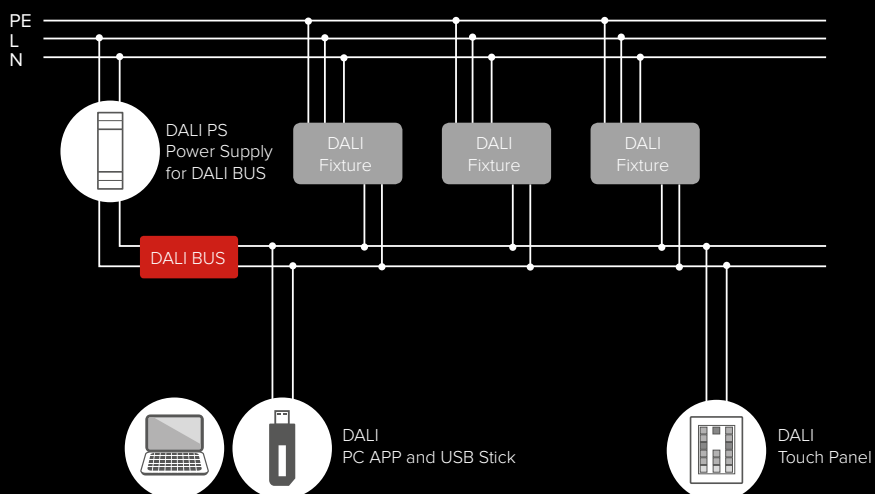 PE
L
N
DALI PS
Power Supply
for DALI BUS
DALI
Fixture
DALI
Fixture
DALI
Fixture
DALI BUS
DALI
PC APP and USB Stick
DALI
Touch Panel